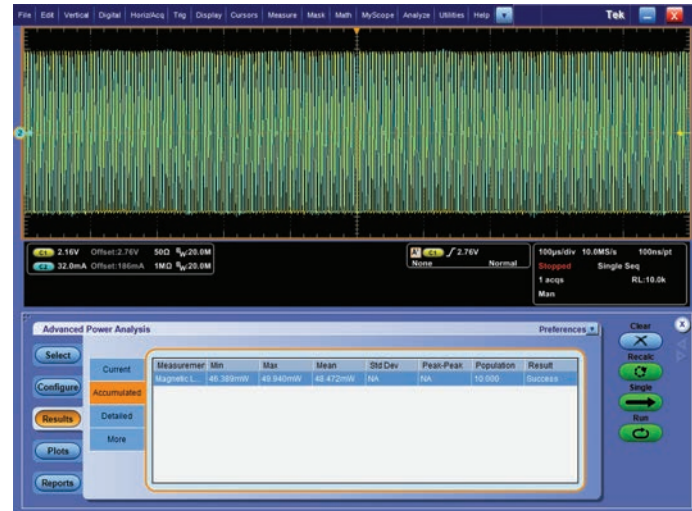 File Edit Vertical Digital Horiz/Acq Trig Display Cursors Measure Mask Math MyScope Analyze Utilities Help Tek X
2
C1 2.16V Offset:2.76V 50Ω BW:20.0M
C2 32.0mA Offset:186mA 1MΩ BW:20.0M
A' C1 2.76V
None Normal
100µs/div 10.0MS/s 100ns/pt
Stopped Single Seq
1 acqs RL:10.0k
Man
Advanced Power Analysis Preferences
Clear X
Select
Configure
Results
Plots
Reports
Current
Accumulated
Detailed
More
Measuremer Min Max Mean Std Dev Peak-Peak Population Result
Magnetic L... 46.389mW 49.940mW 48.472mW NA NA 10.000 Success
Recalc
Single
Run